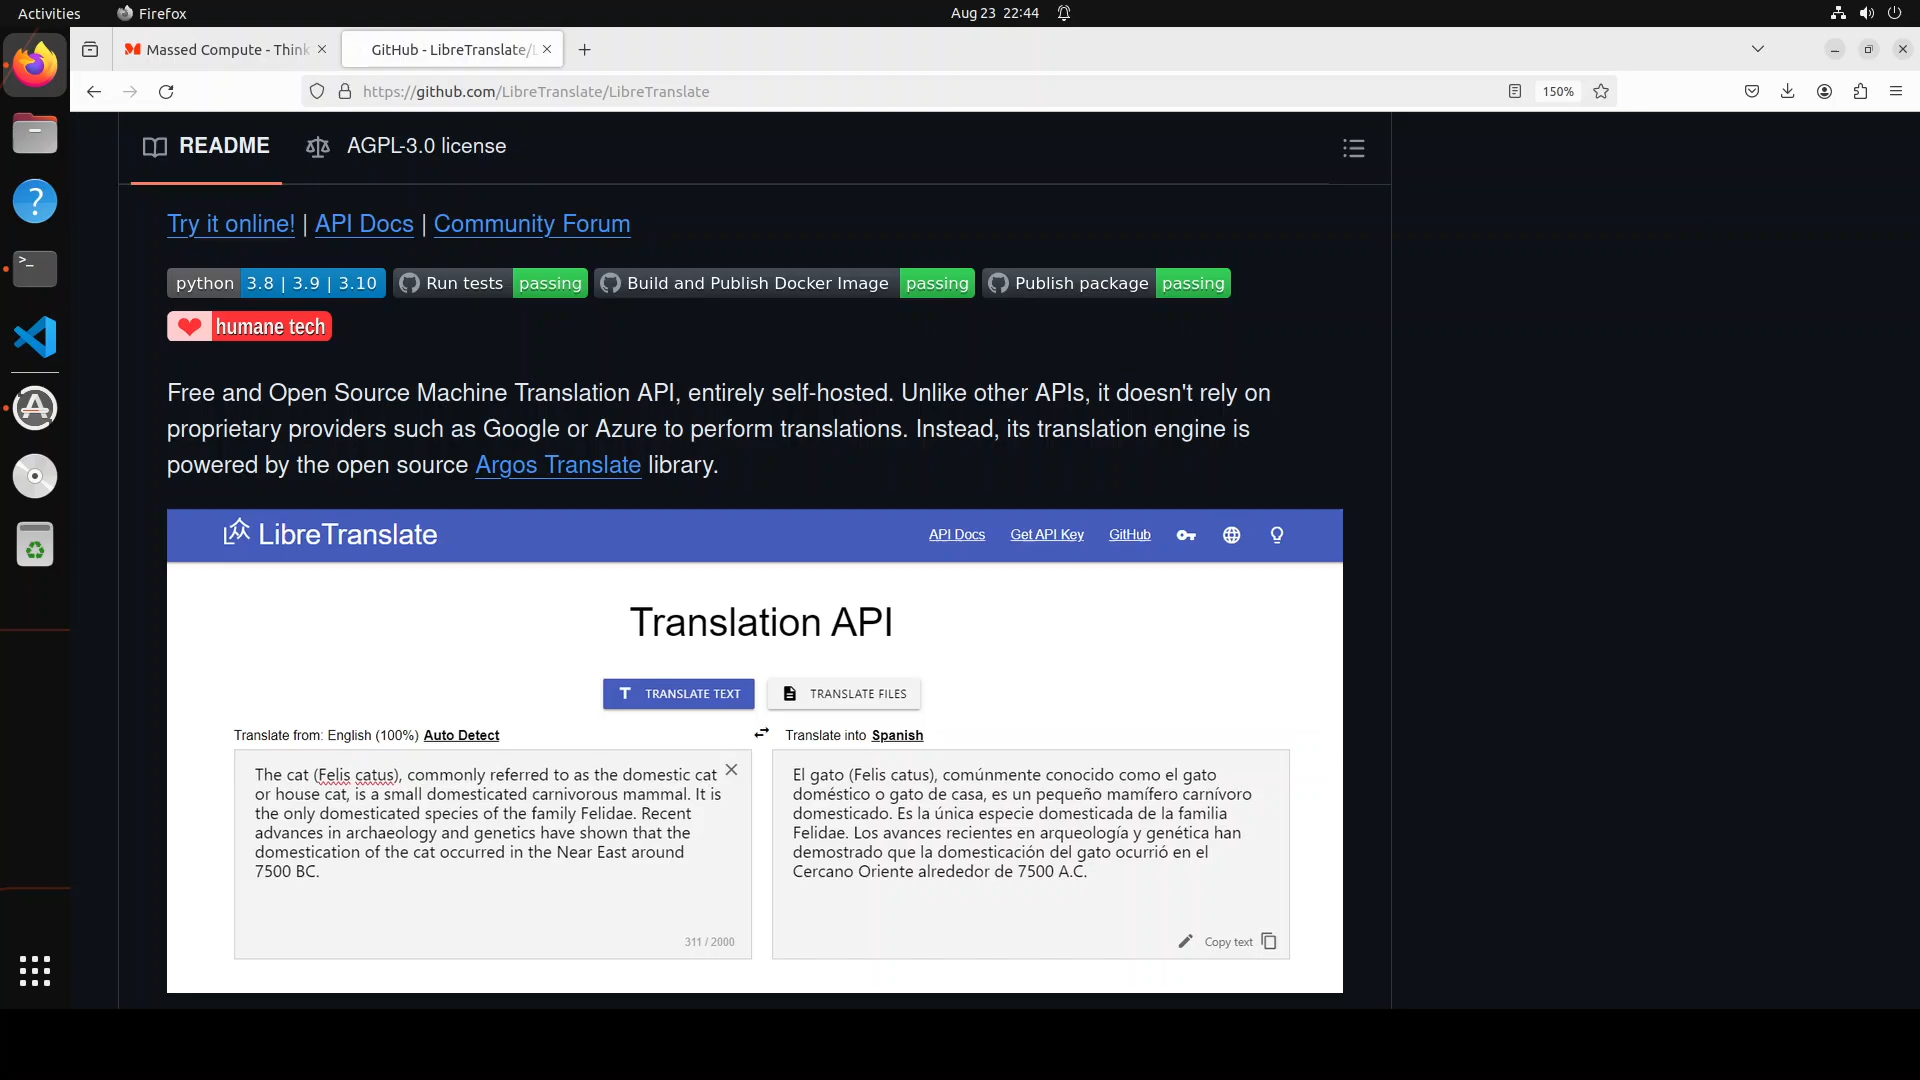 Activities Firefox Aug 23 22:44
Massed Compute - Think GitHub - LibreTranslate/L
https://github.com/LibreTranslate/LibreTranslate 150%
README AGPL-3.0 license
Try it online! | API Docs | Community Forum
python 3.8 | 3.9 | 3.10 Run tests passing Build and Publish Docker Image passing Publish package passing
humane tech
Free and Open Source Machine Translation API, entirely self-hosted. Unlike other APIs, it doesn't rely on
proprietary providers such as Google or Azure to perform translations. Instead, its translation engine is
powered by the open source Argos Translate library.
LibreTranslate API Docs Get API Key GitHub
Translation API
TRANSLATE TEXT TRANSLATE FILES
Translate from: English (100%) Auto Detect
The cat (Felis catus), commonly referred to as the domestic cat
or house cat, is a small domesticated carnivorous mammal. It is
the only domesticated species of the family Felidae. Recent
advances in archaeology and genetics have shown that the
domestication of the cat occurred in the Near East around
7500 BC.
311 / 2000
Translate into Spanish
El gato (Felis catus), comúnmente conocido como el gato
doméstico o gato de casa, es un pequeño mamífero carnívoro
domesticado. Es la única especie domesticada de la familia
Felidae. Los avances recientes en arqueología y genética han
demostrado que la domesticación del gato ocurrió en el
Cercano Oriente alrededor de 7500 A.C.
Copy text